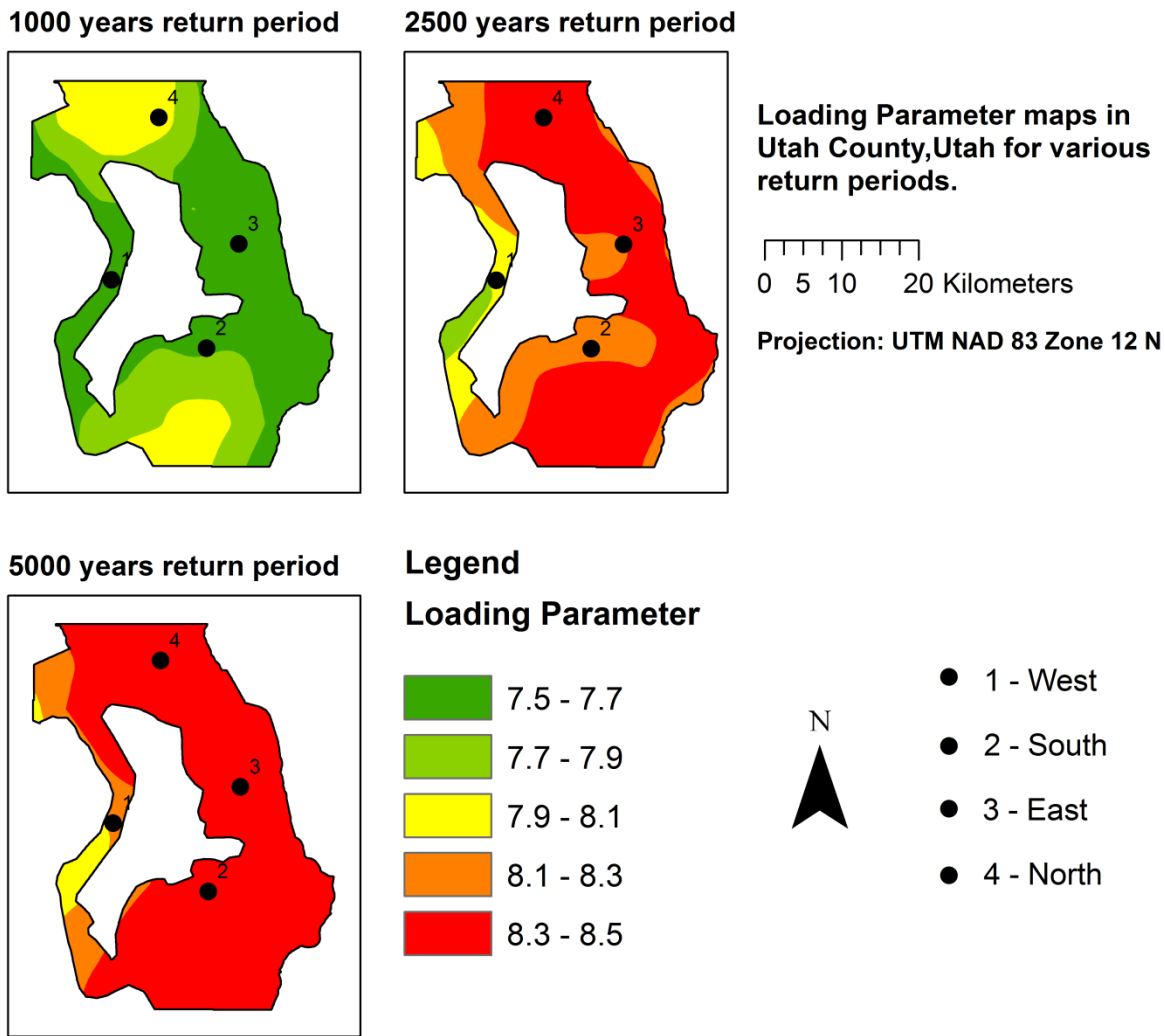 1000 years return period
4
3
1
2
2500 years return period
4
3
1
2
Loading Parameter maps in
Utah County,Utah for various
return periods.
0 5 10 20 Kilometers
Projection: UTM NAD 83 Zone 12 N
5000 years return period
4
3
1
2
Legend
Loading Parameter
7.5 - 7.7
7.7 - 7.9
7.9 - 8.1
8.1 - 8.3
8.3 - 8.5
N
1 - West
2 - South
3 - East
4 - North